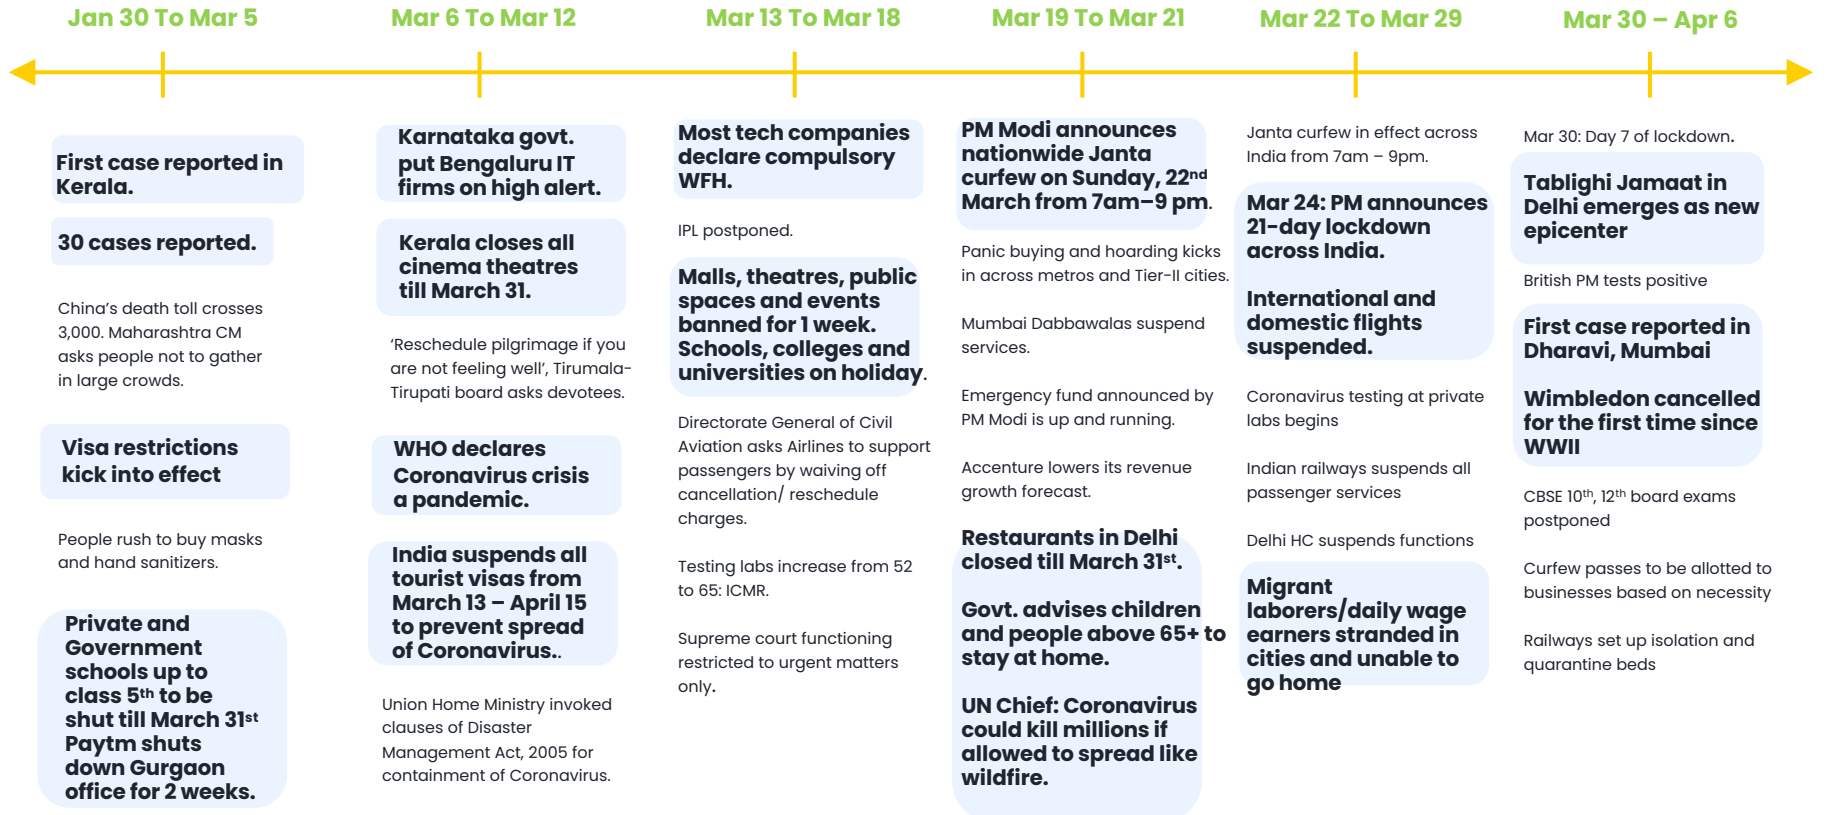 Jan 30 To Mar 5
Mar 6 To Mar 12
Mar 13 To Mar 18
Mar 19 To Mar 21
Mar 22 To Mar 29
Mar 30 – Apr 6
First case reported in
Kerala.
30 cases reported.
China’s death toll crosses
3,000. Maharashtra CM
asks people not to gather
in large crowds.
Visa restrictions
kick into effect
People rush to buy masks
and hand sanitizers.
Private and
Government
schools up to
class 5th to be
shut till March 31st
Paytm shuts
down Gurgaon
office for 2 weeks.
Karnataka govt.
put Bengaluru IT
firms on high alert.
Kerala closes all
cinema theatres
till March 31.
‘Reschedule pilgrimage if you
are not feeling well’, Tirumala-
Tirupati board asks devotees.
WHO declares
Coronavirus crisis
a pandemic.
India suspends all
tourist visas from
March 13 – April 15
to prevent spread
of Coronavirus..
Union Home Ministry invoked
clauses of Disaster
Management Act, 2005 for
containment of Coronavirus.
Most tech companies
declare compulsory
WFH.
IPL postponed.
Malls, theatres, public
spaces and events
banned for 1 week.
Schools, colleges and
universities on holiday.
Directorate General of Civil
Aviation asks Airlines to support
passengers by waiving off
cancellation/ reschedule
charges.
Testing labs increase from 52
to 65: ICMR.
Supreme court functioning
restricted to urgent matters
only.
PM Modi announces
nationwide Janta
curfew on Sunday, 22nd
March from 7am–9 pm.
Panic buying and hoarding kicks
in across metros and Tier-II cities.
Mumbai Dabbawalas suspend
services.
Emergency fund announced by
PM Modi is up and running.
Accenture lowers its revenue
growth forecast.
Restaurants in Delhi
closed till March 31st.
Govt. advises children
and people above 65+ to
stay at home.
UN Chief: Coronavirus
could kill millions if
allowed to spread like
wildfire.
Janta curfew in effect across
India from 7am – 9pm.
Mar 24: PM announces
21-day lockdown
across India.
International and
domestic flights
suspended.
Coronavirus testing at private
labs begins
Indian railways suspends all
passenger services
Delhi HC suspends functions
Migrant
laborers/daily wage
earners stranded in
cities and unable to
go home
Mar 30: Day 7 of lockdown.
Tablighi Jamaat in
Delhi emerges as new
epicenter
British PM tests positive
First case reported in
Dharavi, Mumbai
Wimbledon cancelled
for the first time since
WWII
CBSE 10th, 12th board exams
postponed
Curfew passes to be allotted to
businesses based on necessity
Railways set up isolation and
quarantine beds